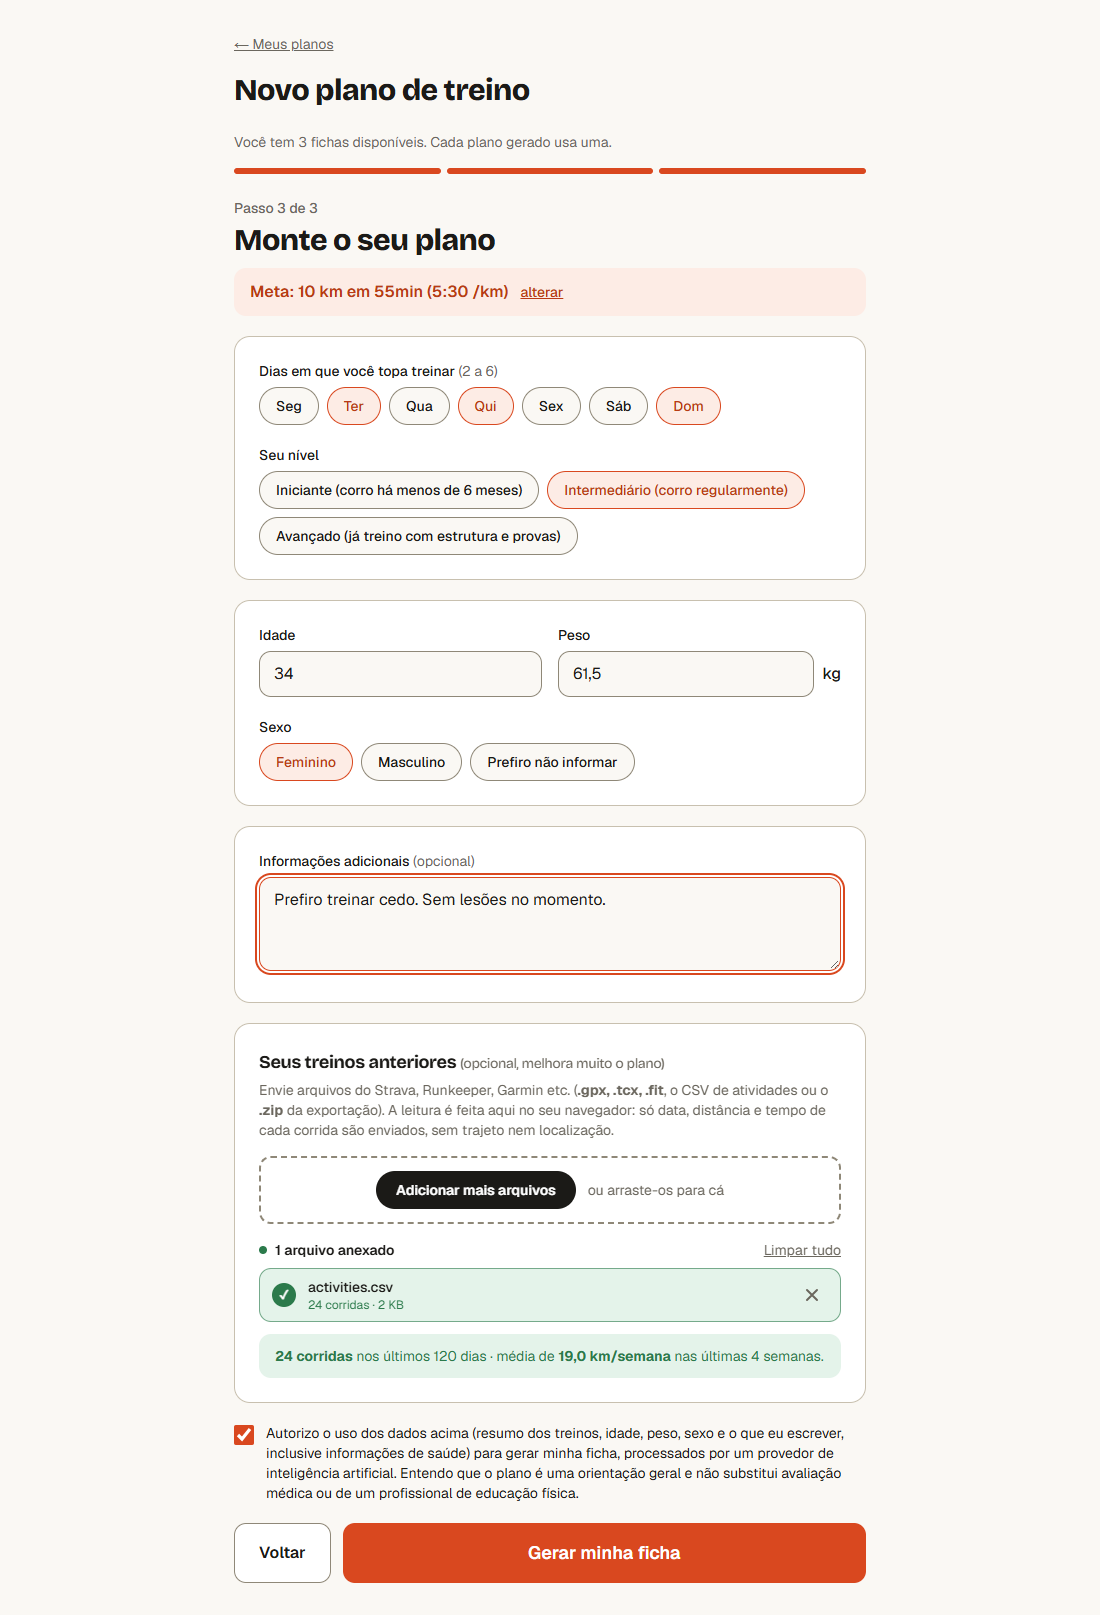 ← Meus planos
Novo plano de treino
Você tem 3 fichas disponíveis. Cada plano gerado usa uma.
Passo 3 de 3
Monte o seu plano
Meta: 10 km em 55min (5:30 /km) alterar
Dias em que você topa treinar (2 a 6)
Seg Ter Qua Qui Sex Sáb Dom
Seu nível
Iniciante (corro há menos de 6 meses) Intermediário (corro regularmente)
Avançado (já treino com estrutura e provas)
Idade Peso
34 61,5 kg
Sexo
Feminino Masculino Prefiro não informar
Informações adicionais (opcional)
Prefiro treinar cedo. Sem lesões no momento.
Seus treinos anteriores (opcional, melhora muito o plano)
Envie arquivos do Strava, Runkeeper, Garmin etc. (.gpx, .tcx, .fit, o CSV de atividades ou o
.zip da exportação). A leitura é feita aqui no seu navegador: só data, distância e tempo de
cada corrida são enviados, sem trajeto nem localização.
Adicionar mais arquivos ou arraste-os para cá
1 arquivo anexado Limpar tudo
activities.csv
24 corridas · 2 KB
24 corridas nos últimos 120 dias · média de 19,0 km/semana nas últimas 4 semanas.
Autorizo o uso dos dados acima (resumo dos treinos, idade, peso, sexo e o que eu escrever,
inclusive informações de saúde) para gerar minha ficha, processados por um provedor de
inteligência artificial. Entendo que o plano é uma orientação geral e não substitui avaliação
médica ou de um profissional de educação física.
Voltar Gerar minha ficha